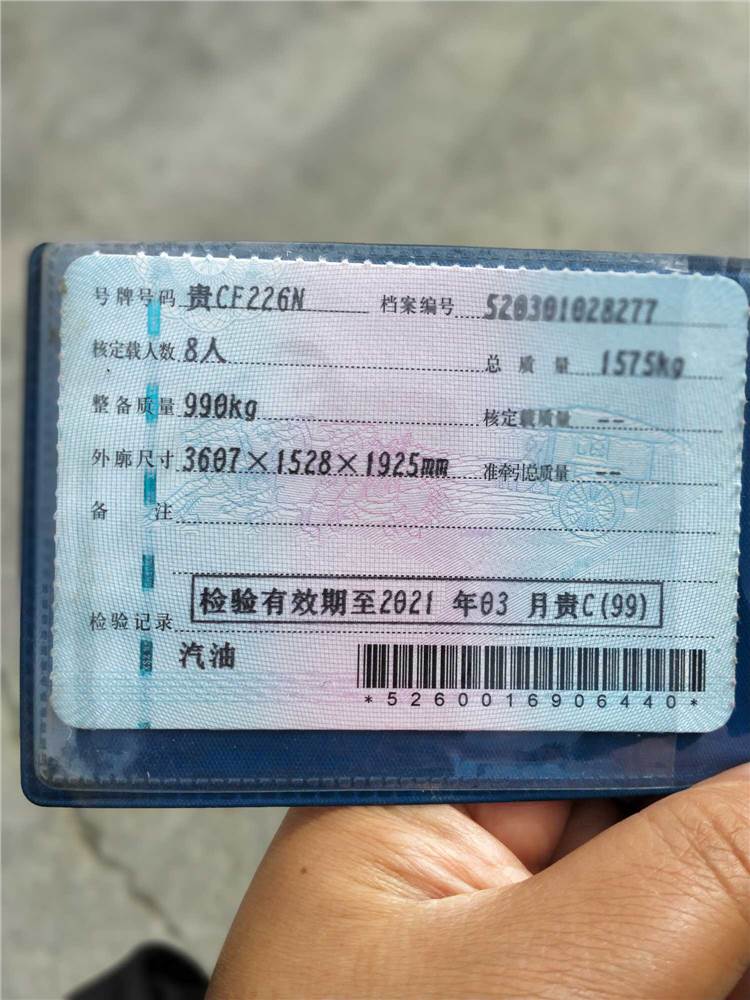 号牌号码 贵CF226N 档案编号 520301028277
核定载人数 8人 总 质 量 1575kg
整备质量 990kg 核定载质量 --
外廓尺寸 3607×1528×1925mm 准牵引总质量 --
备 注
检验记录 检验有效期至2021 年03 月贵C(99)
汽油
*5260016906440*